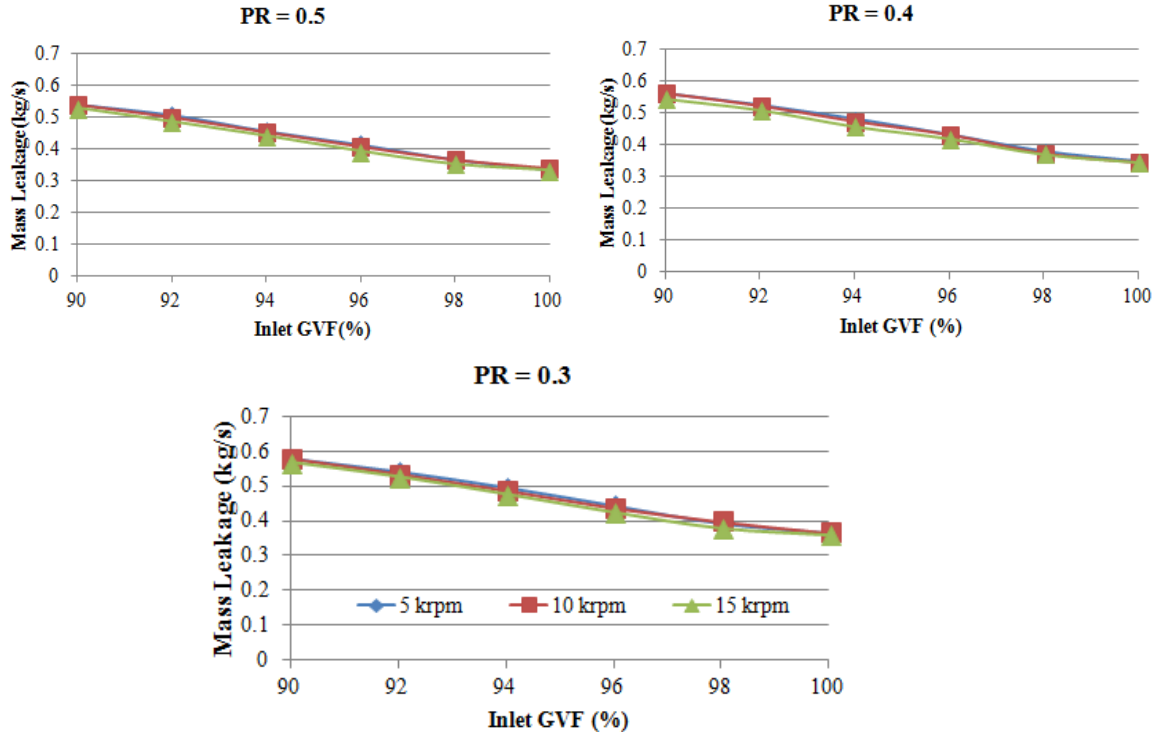 PR = 0.5
0.7
0.6
0.5
0.4
0.3
0.2
0.1
0
Mass Leakage(kg/s)
90 92 94 96 98 100
Inlet GVF(%)
PR = 0.4
0.7
0.6
0.5
0.4
0.3
0.2
0.1
0
Mass Leakage (kg/s)
90 92 94 96 98 100
Inlet GVF (%)
PR = 0.3
0.7
0.6
0.5
0.4
0.3
0.2
0.1
0
Mass Leakage (kg/s)
5 krpm 10 krpm 15 krpm
90 92 94 96 98 100
Inlet GVF (%)